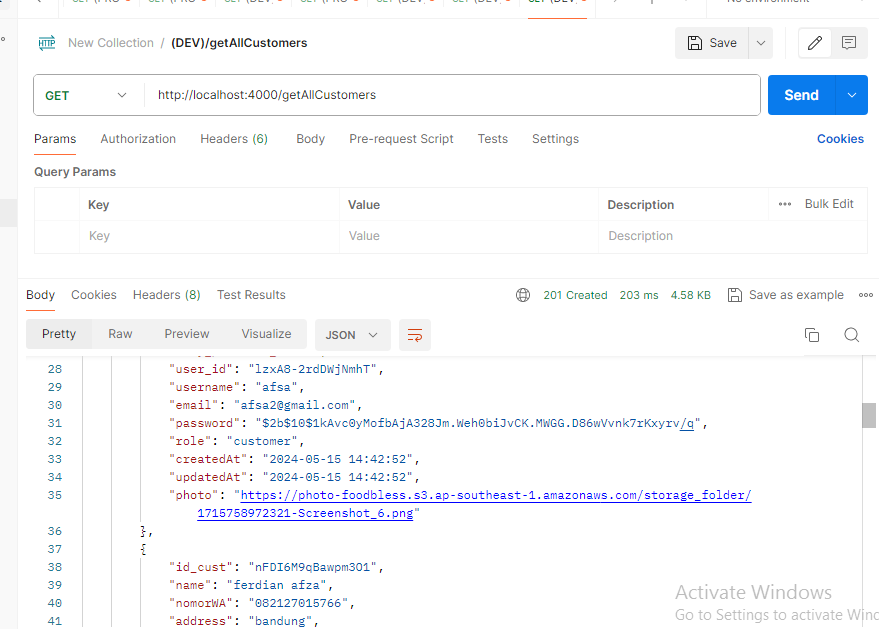 HTTP New Collection / (DEV)/getAllCustomers Save
GET http://localhost:4000/getAllCustomers Send
Params Authorization Headers (6) Body Pre-request Script Tests Settings Cookies
Query Params
Key Value Description ••• Bulk Edit
Key Value Description
Body Cookies Headers (8) Test Results 201 Created 203 ms 4.58 KB Save as example
Pretty Raw Preview Visualize JSON
28 "user_id": "lzxA8-2rdDWjNmhT",
29 "username": "afsa",
30 "email": "afsa2@gmail.com",
31 "password": "$2b$10$1kAvc0yMofbAjA328Jm.Weh0biJvCK.MWGG.D86wVvnk7rKxyrv/q",
32 "role": "customer",
33 "createdAt": "2024-05-15 14:42:52",
34 "updatedAt": "2024-05-15 14:42:52",
35 "photo": "https://photo-foodbless.s3.ap-southeast-1.amazonaws.com/storage_folder/
1715758972321-Screenshot_6.png"
36 },
37 {
38 "id_cust": "nFDI6M9qBawpm3O1",
39 "name": "ferdian afza",
40 "nomorWA": "082127015766",
41 "address": "bandung",
Activate Windows
Go to Settings to activate Winc